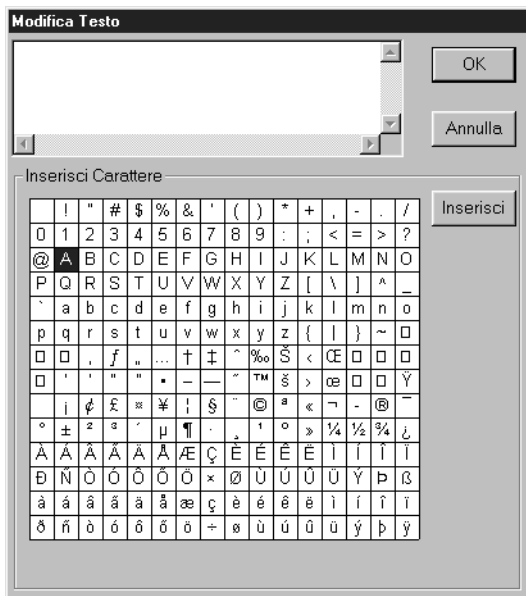 Modifica Testo
OK
Annulla
Inserisci Carattere
Inserisci
! " # $ % & ' ( ) * + , - . /
0 1 2 3 4 5 6 7 8 9 : ; < = > ?
@ A B C D E F G H I J K L M N O
P Q R S T U V W X Y Z [ \ ] ^ _
` a b c d e f g h i j k l m n o
p q r s t u v w x y z { | } ~ □
□ □ ‚ ƒ „ … † ‡ ˆ ‰ Š ‹ Œ □ □ □
□ ' ' " " • – — ˜ ™ š › œ □ □ Ÿ
¡ ¢ £ ¤ ¥ ¦ § ¨ © ª « ¬ - ® ¯
° ± ² ³ ´ µ ¶ · ¸ ¹ º » ¼ ½ ¾ ¿
À Á Â Ã Ä Å Æ Ç È É Ê Ë Ì Í Î Ï
Ð Ñ Ò Ó Ô Õ Ö × Ø Ù Ú Û Ü Ý Þ ß
à á â ã ä å æ ç è é ê ë ì í î ï
ð ñ ò ó ô õ ö ÷ ø ù ú û ü ý þ ÿ